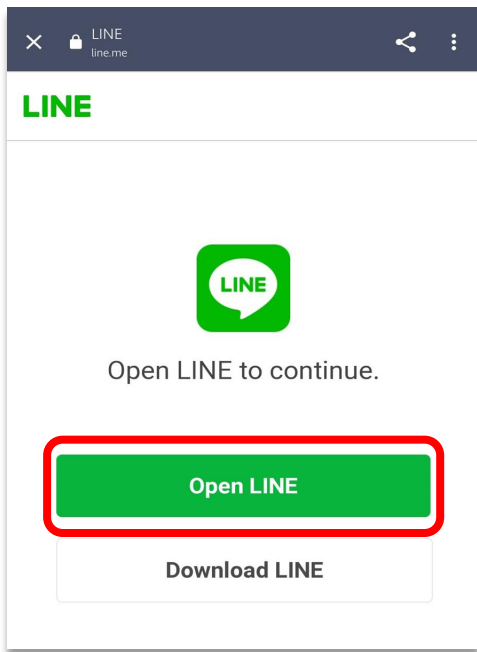 LINE
line.me
LINE
LINE
Open LINE to continue.
Open LINE
Download LINE